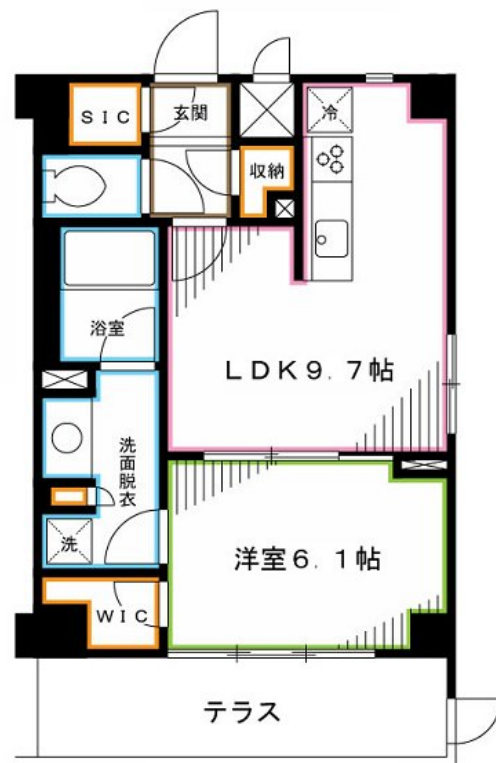 SIC
玄関
冷
収納
浴室
LDK9.7帖
洗面脱衣
洗
洋室6.1帖
WIC
テラス